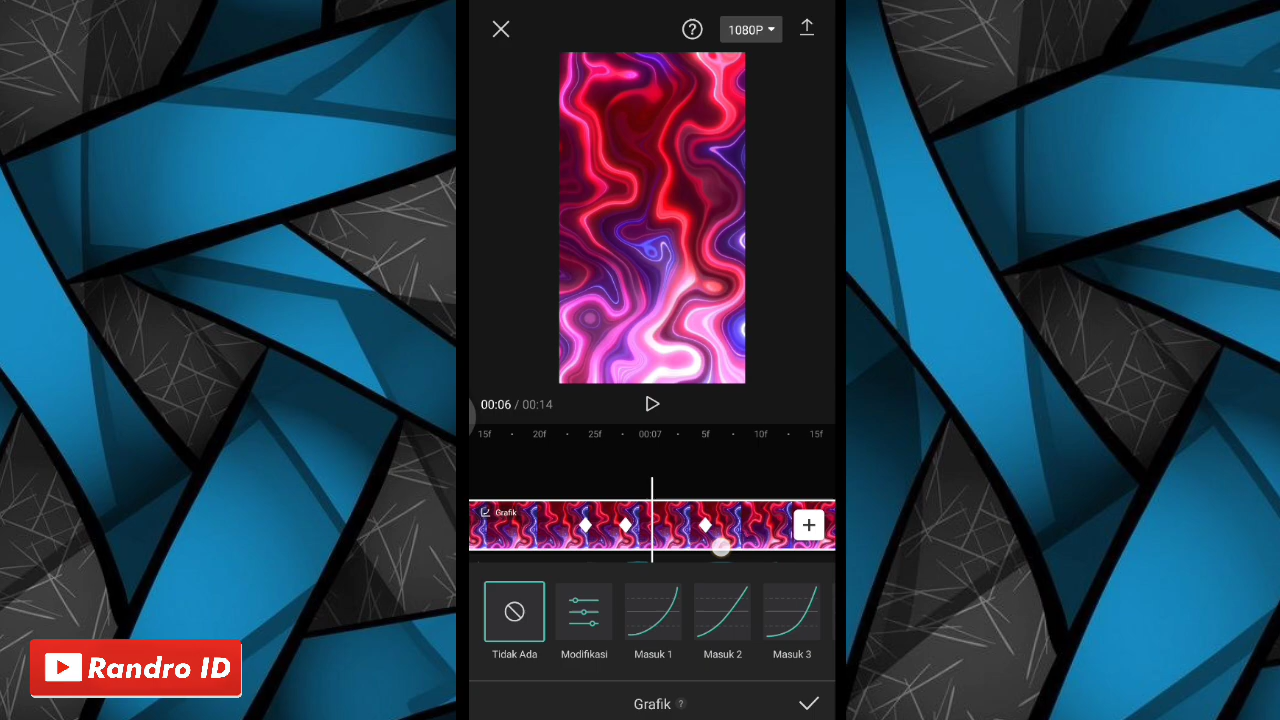 1080P
00:06 / 00:14
15f 20f 25f 00:07 5f 10f 15f
Grafik
Tidak Ada Modifikasi Masuk 1 Masuk 2 Masuk 3
Randro ID
Grafik ?